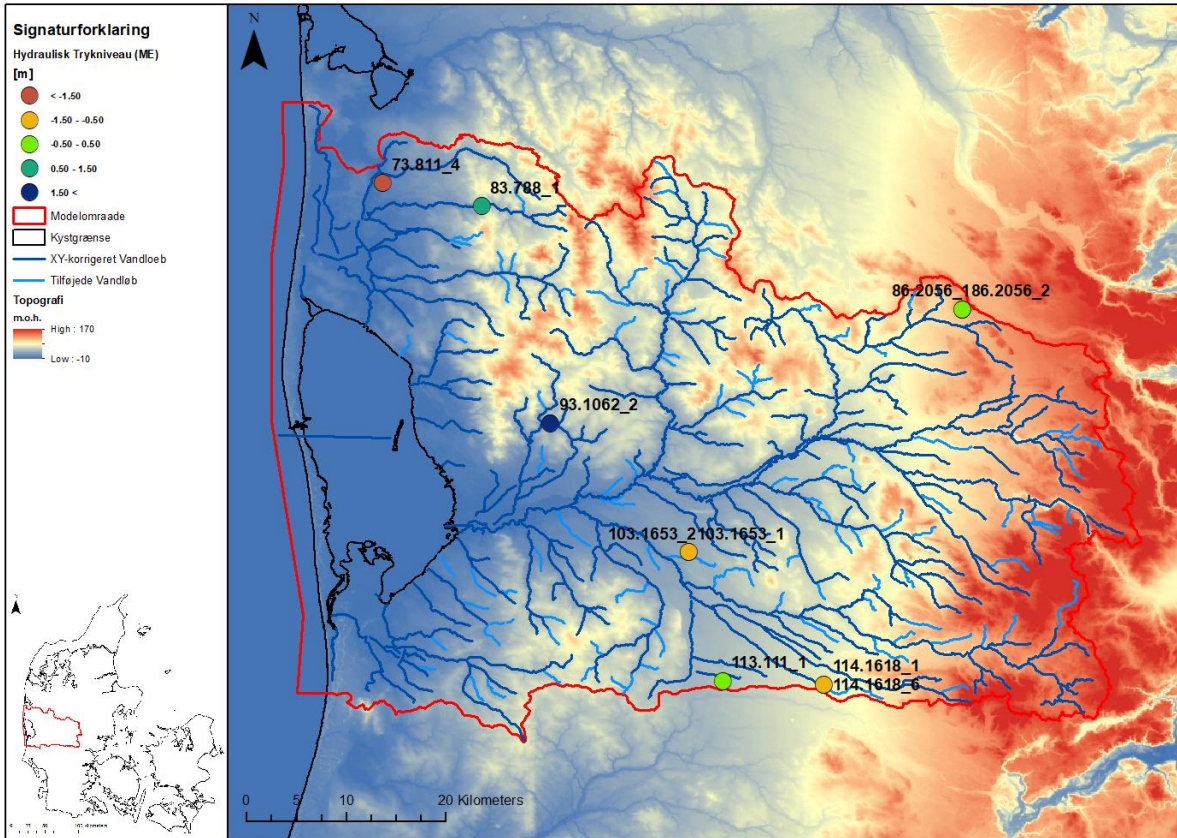 Signaturforklaring
Hydraulisk Trykniveau (ME)
[m]
< -1.50
-1.50 - -0.50
-0.50 - 0.50
0.50 - 1.50
1.50 <
Modelomraade
Kystgrænse
XY-korrigeret Vandloeb
Tilføjede Vandløb
Topografi
m.o.h.
High : 170
Low : -10
N
73.811_4
83.788_1
86.2056_186.2056_2
93.1062_2
103.1653_2103.1653_1
113.111_1
114.1618_1
114.1618_6
0 5 10 20 Kilometers